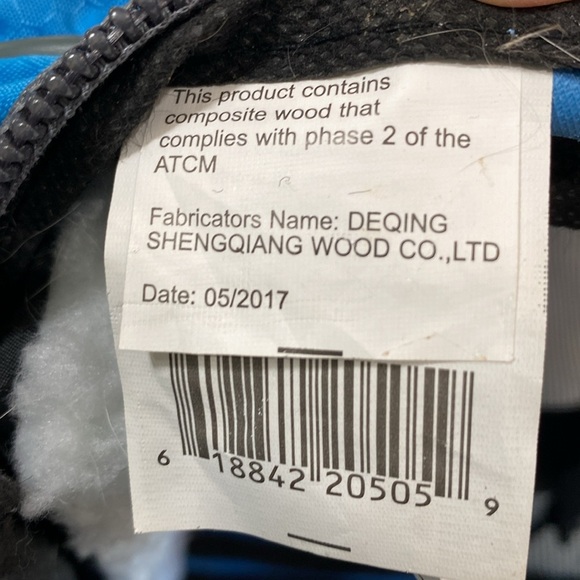 This product contains
composite wood that
complies with phase 2 of the
ATCM
Fabricators Name: DEQING
SHENGQIANG WOOD CO.,LTD
Date: 05/2017
6 18842 20505 9